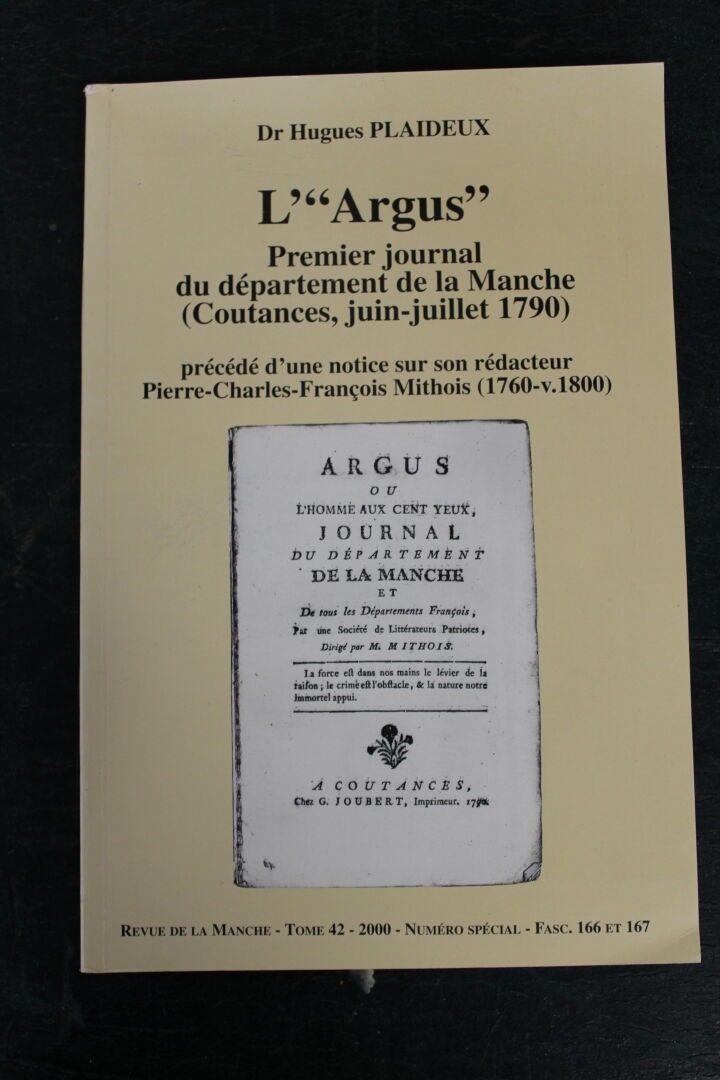 Dr Hugues PLAIDEUX
L'“Argus”
Premier journal
du département de la Manche
(Coutances, juin-juillet 1790)
précédé d'une notice sur son rédacteur
Pierre-Charles-François Mithois (1760-v.1800)
ARGUS
OU
L'HOMME AUX CENT YEUX,
JOURNAL
DU DÉPARTEMENT
DE LA MANCHE
ET
De tous les Départements François,
Par une Société de Littérateurs Patriotes,
Dirigé par M. MITHOIS.
La force eſt dans nos mains le lévier de la
raiſon ; le crime eſt l'obſtacle, & la nature notre
immortel appui.
A COUTANCES,
Chez G. JOUBERT, Imprimeur. 1790.
REVUE DE LA MANCHE - TOME 42 - 2000 - NUMÉRO SPÉCIAL - FASC. 166 ET 167